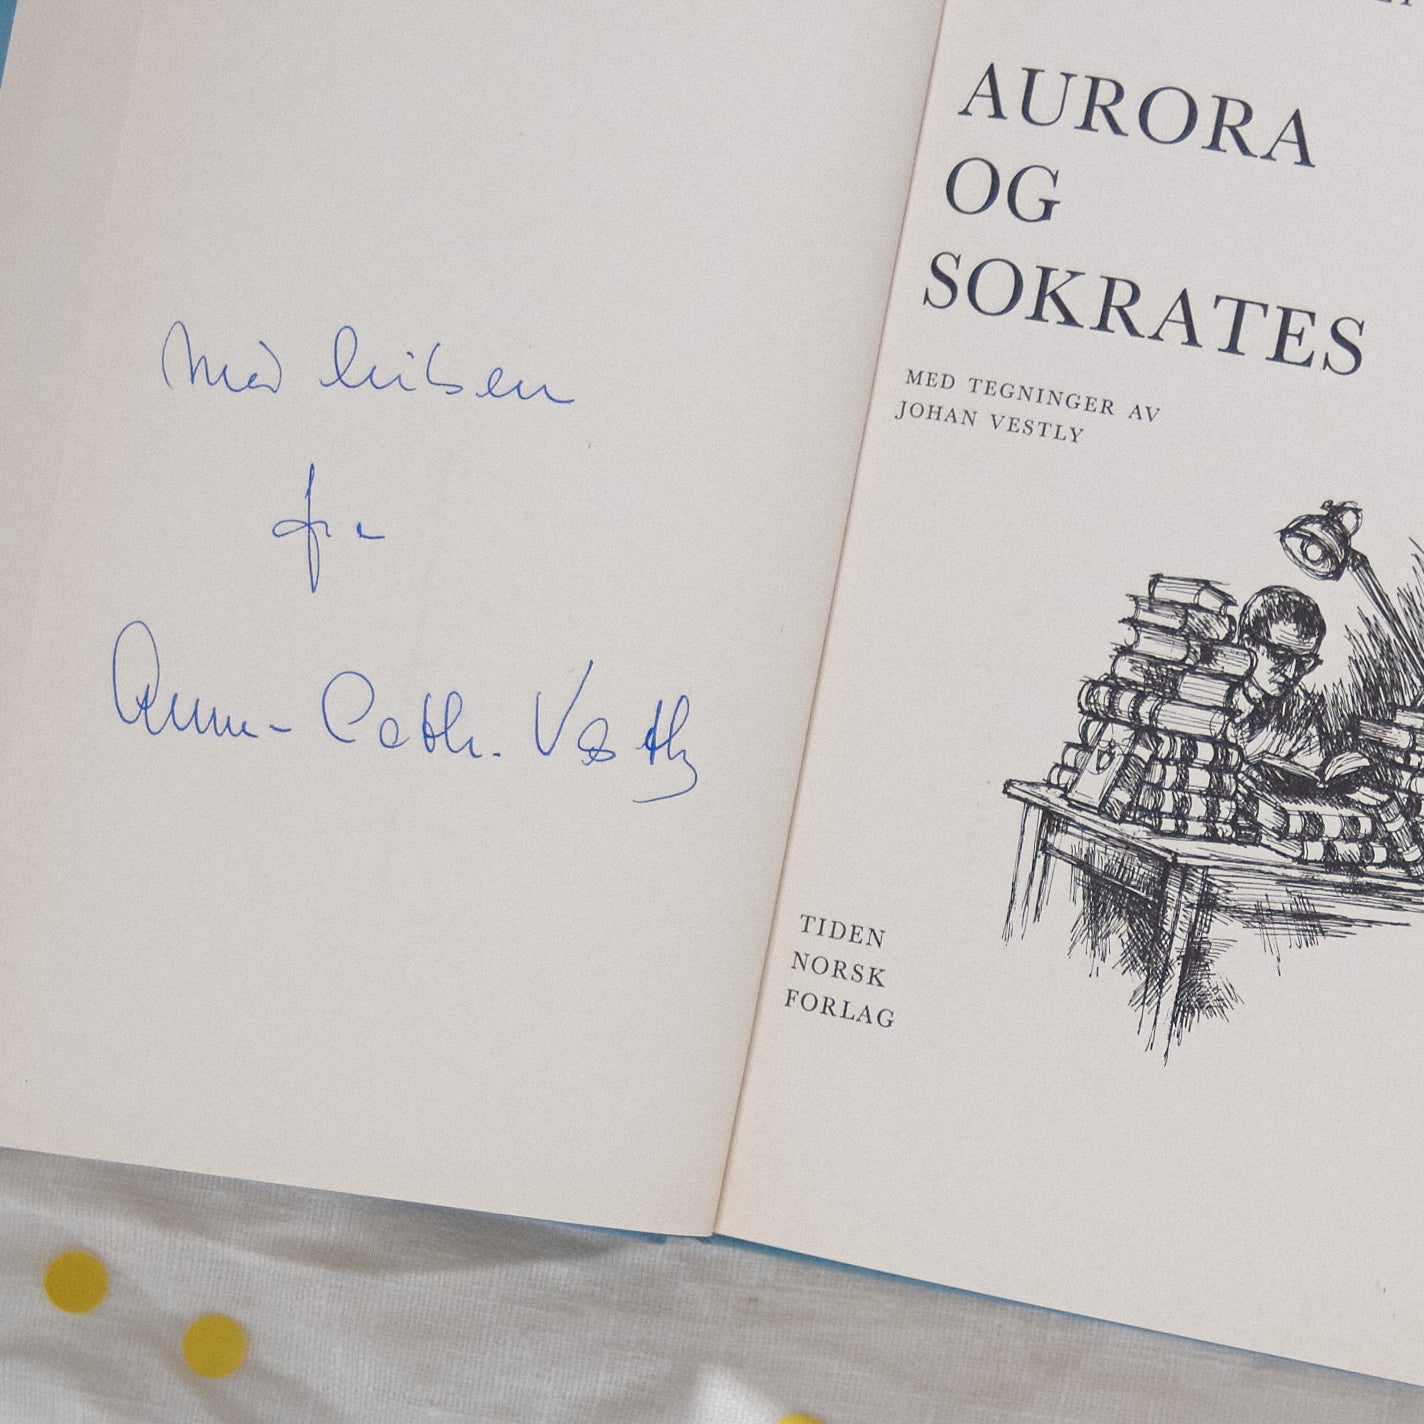 Med hilsen
fra
Anne-Cath. Vestly
AURORA
OG
SOKRATES
MED TEGNINGER AV
JOHAN VESTLY
TIDEN
NORSK
FORLAG